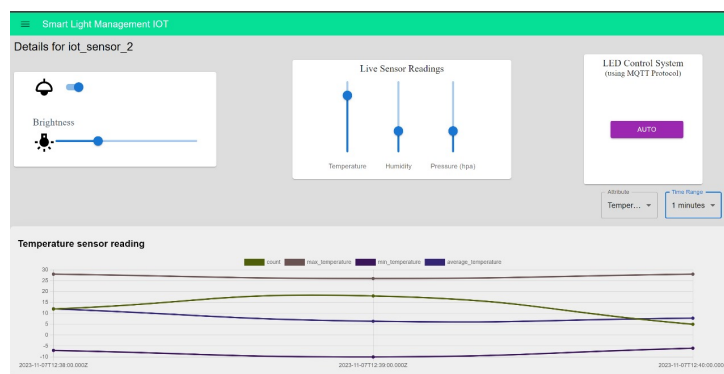 Smart Light Management IOT
Details for iot_sensor_2
Brightness
Live Sensor Readings
Temperature
Humidity
Pressure (hpa)
LED Control System
(using MQTT Protocol)
AUTO
Attribute
Temper...
Time Range
1 minutes
Temperature sensor reading
count
max_temperature
min_temperature
average_temperature
30
25
20
15
10
5
0
-5
-10
2023-11-07T12:38:00.000Z
2023-11-07T12:39:00.000Z
2023-11-07T12:40:00.000